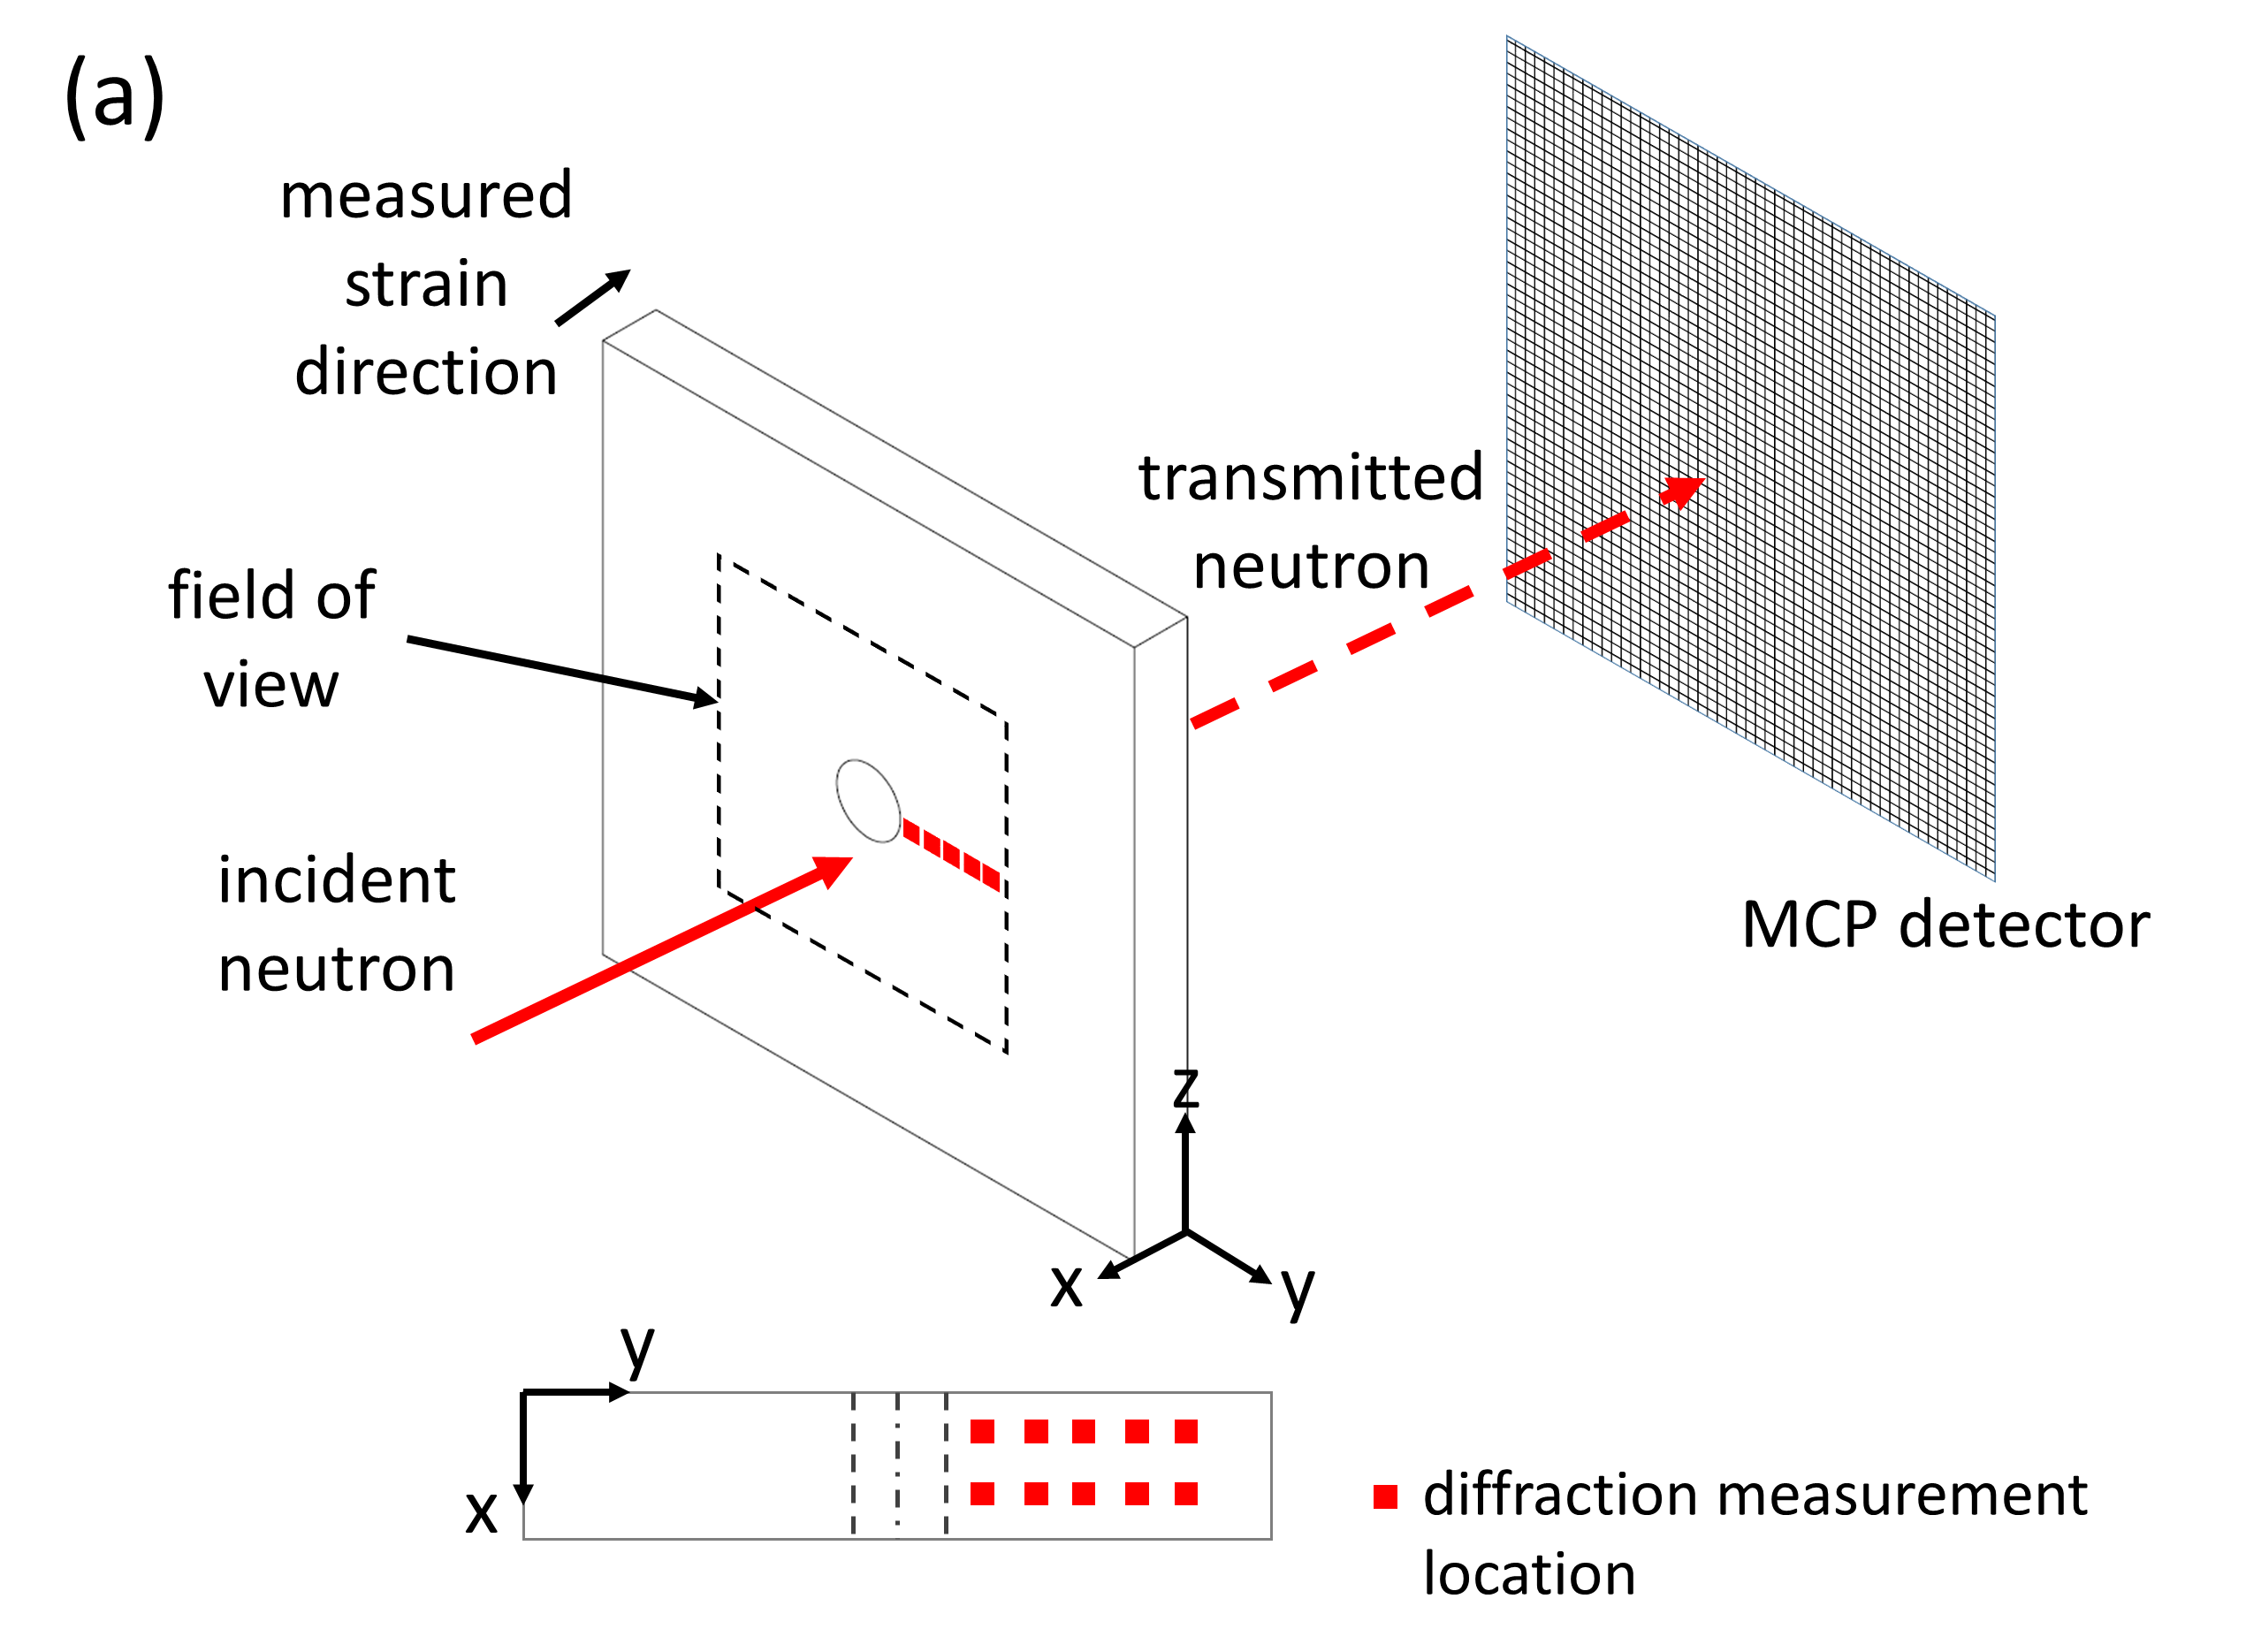 (a)
measured
strain
direction
field of
view
incident
neutron
transmitted
neutron
MCP detector
z
x
y
y
x
diffraction measurement
location